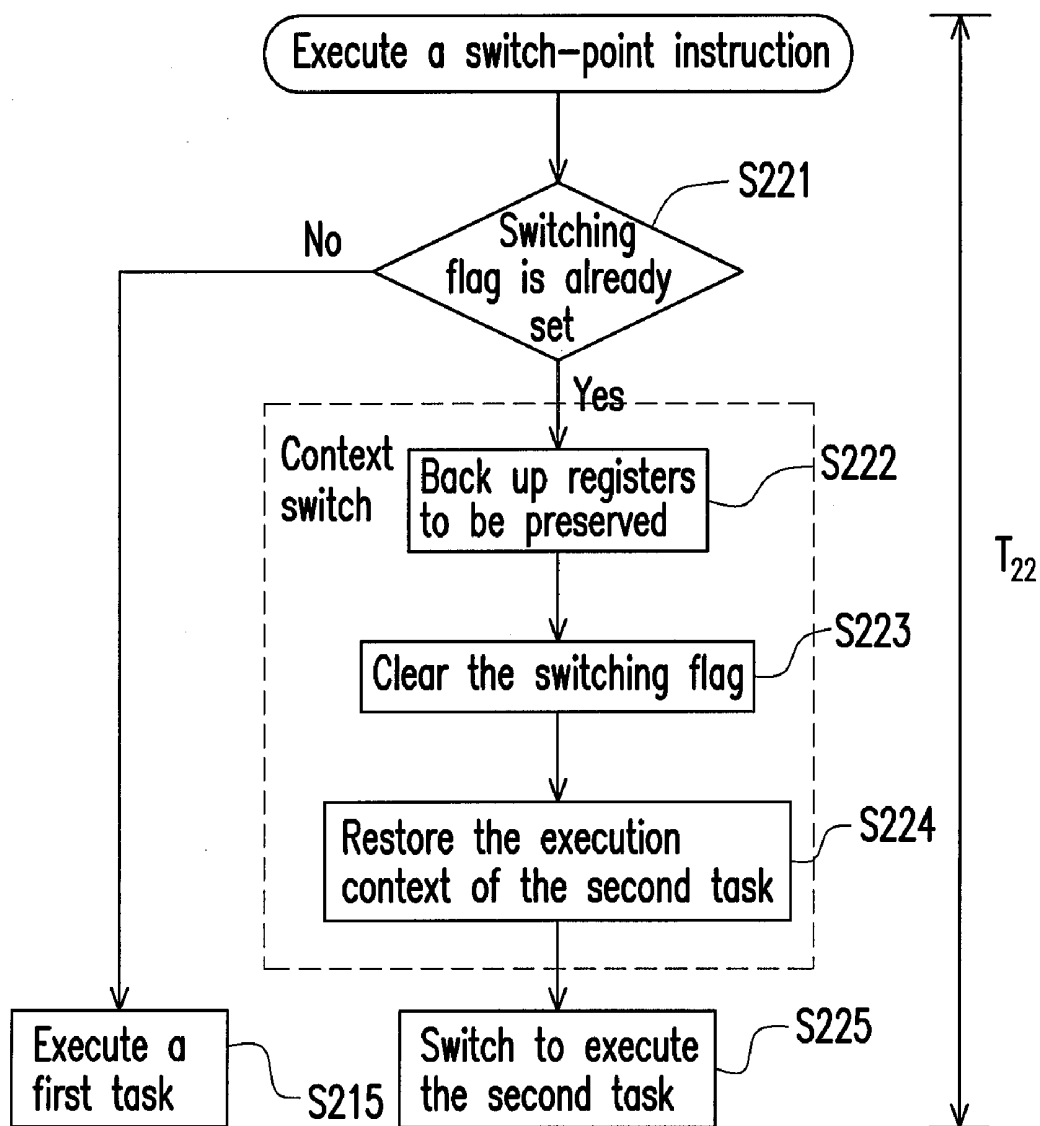 Execute a switch-point instruction
S221
Switching
flag is already
set
No
Yes
Context
switch
Back up registers
to be preserved
S222
Clear the switching flag
S223
Restore the execution
context of the second task
S224
Execute a
first task
S215
Switch to execute
the second task
S225
T22